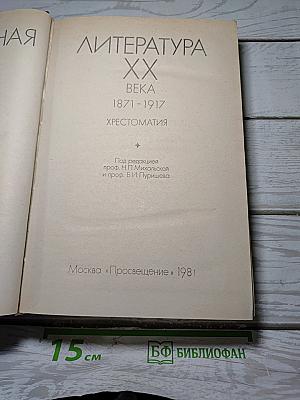 НАЯ
ЛИТЕРАТУРА
XX
ВЕКА
1871-1917
ХРЕСТОМАТИЯ
Под редакцией
проф. Н.П.Михальской
и проф. Б.И.Пуришева
Москва «Просвещение» 1981
15 см
БФ БИБЛИОФАН